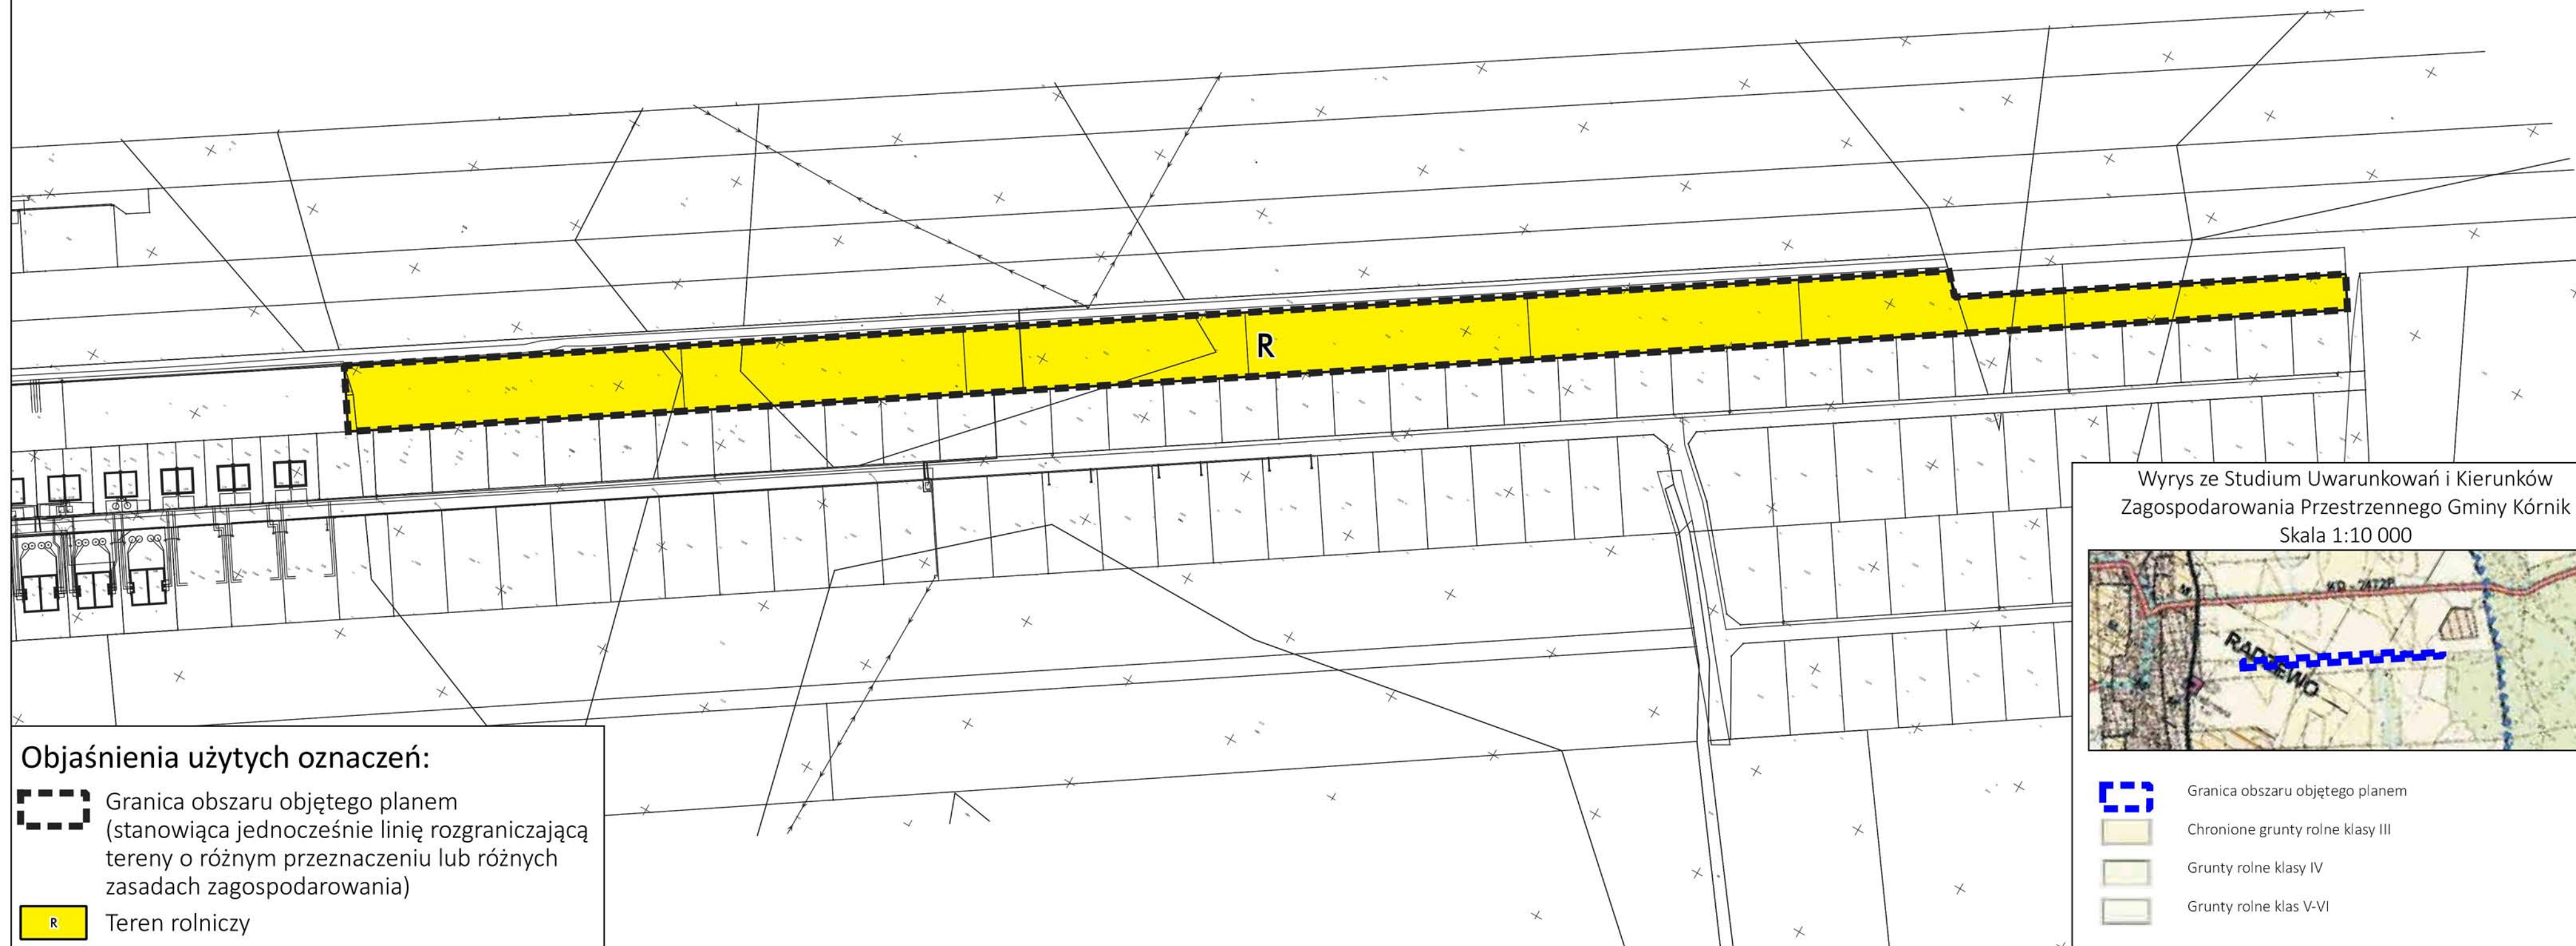 R
Wyrys ze Studium Uwarunkowań i Kierunków
Zagospodarowania Przestrzennego Gminy Kórnik
Skala 1:10 000
KD - 2472P
RADZEWO
Granica obszaru objętego planem
Chronione grunty rolne klasy III
Grunty rolne klasy IV
Grunty rolne klas V-VI
Objaśnienia użytych oznaczeń:
Granica obszaru objętego planem
(stanowiąca jednocześnie linię rozgraniczającą
tereny o różnym przeznaczeniu lub różnych
zasadach zagospodarowania)
R
Teren rolniczy